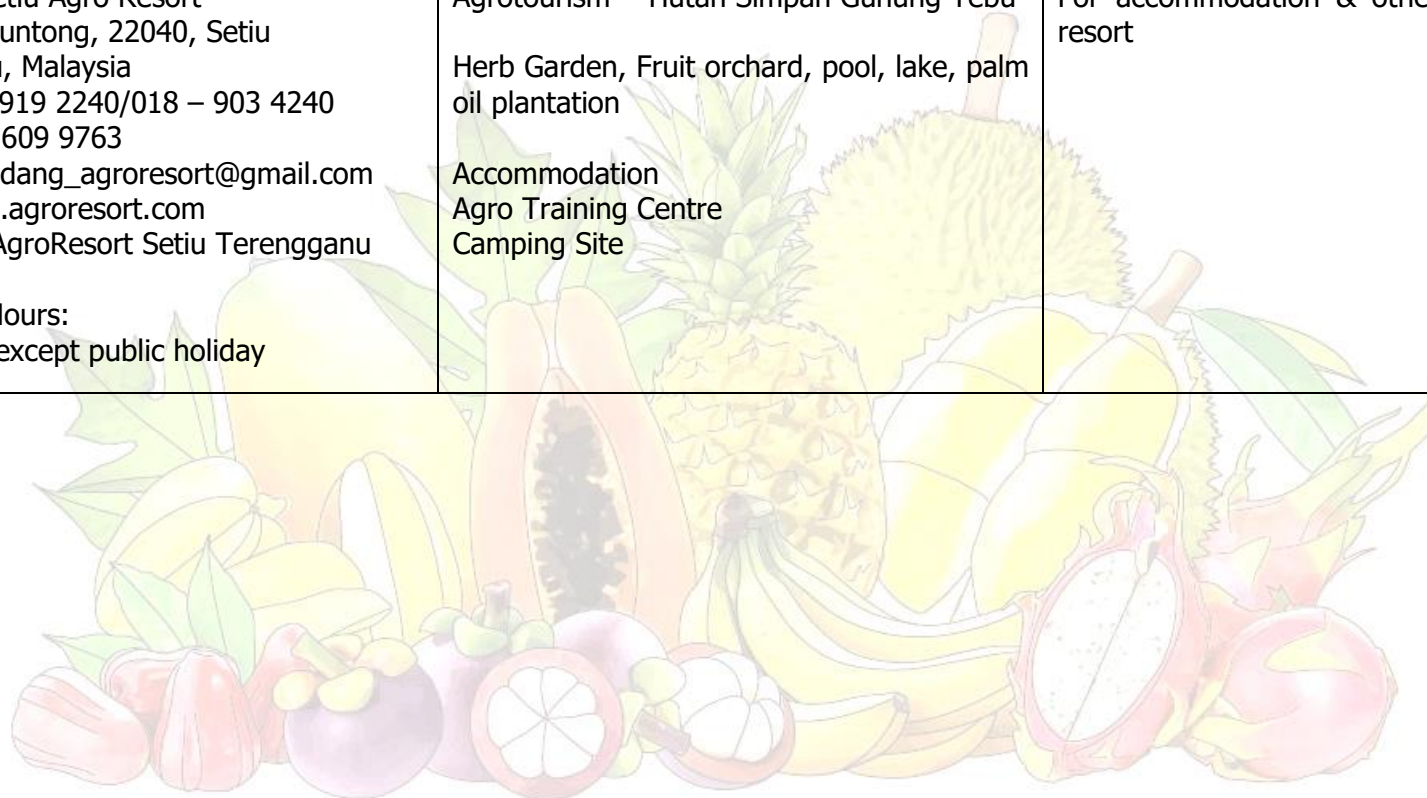 etiu Agro Resort
untong, 22040, Setiu
, Malaysia
919 2240/018 – 903 4240
609 9763
dang_agroresort@gmail.com
.agroresort.com
AgroResort Setiu Terengganu
Hours:
except public holiday
Agrotourism – Hutan Simpan Gunung Tebu
Herb Garden, Fruit orchard, pool, lake, palm
oil plantation
Accommodation
Agro Training Centre
Camping Site
For accommodation & othe
resort